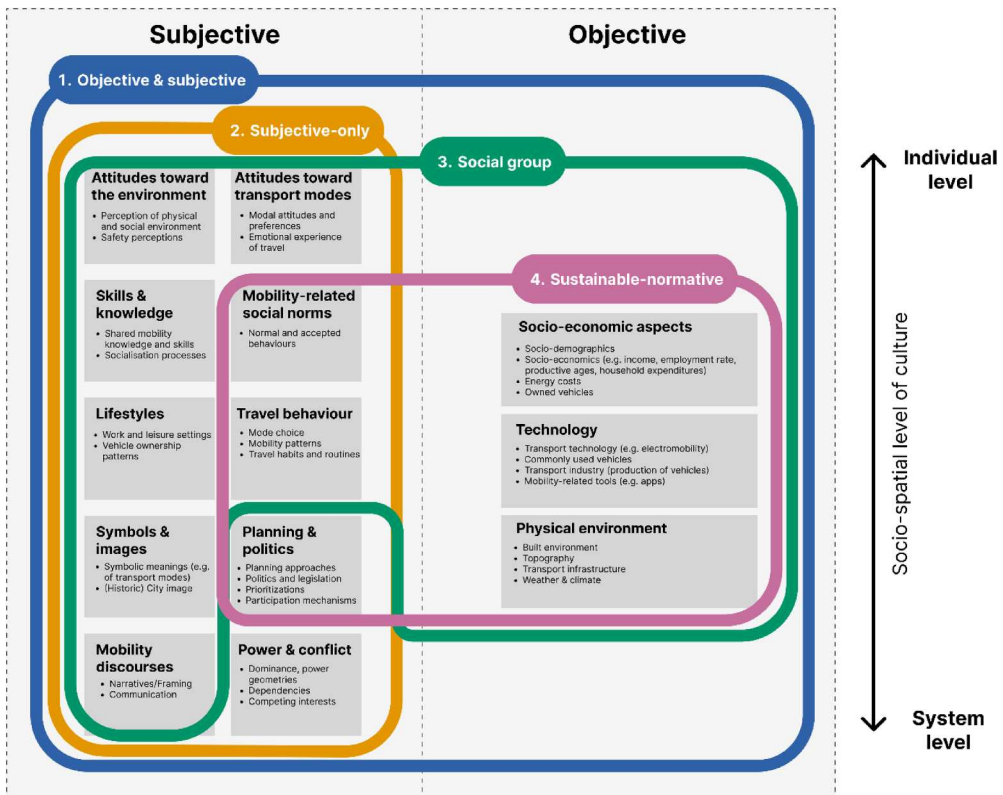 Subjective
Objective
1. Objective & subjective
2. Subjective-only
3. Social group
Attitudes toward
the environment
• Perception of physical
and social environment
• Safety perceptions
Attitudes toward
transport modes
• Modal attitudes and
preferences
• Emotional experience
of travel
4. Sustainable-normative
Skills &
knowledge
• Shared mobility
knowledge and skills
• Socialisation processes
Mobility-related
social norms
• Normal and accepted
behaviours
Socio-economic aspects
• Socio-demographics
• Socio-economics (e.g. income, employment rate,
productive ages, household expenditures)
• Energy costs
• Owned vehicles
Lifestyles
• Work and leisure settings
• Vehicle ownership
patterns
Travel behaviour
• Mode choice
• Mobility patterns
• Travel habits and routines
Technology
• Transport technology (e.g. electromobility)
• Commonly used vehicles
• Transport industry (production of vehicles)
• Mobility-related tools (e.g. apps)
Symbols &
images
• Symbolic meanings (e.g.
of transport modes)
• (Historic) City image
Planning &
politics
• Planning approaches
• Politics and legislation
• Prioritizations
• Participation mechanisms
Physical environment
• Built environment
• Topography
• Transport infrastructure
• Weather & climate
Mobility
discourses
• Narratives/Framing
• Communication
Power & conflict
• Dominance, power
geometries
• Dependencies
• Competing interests
Individual
level
Socio-spatial level of culture
System
level